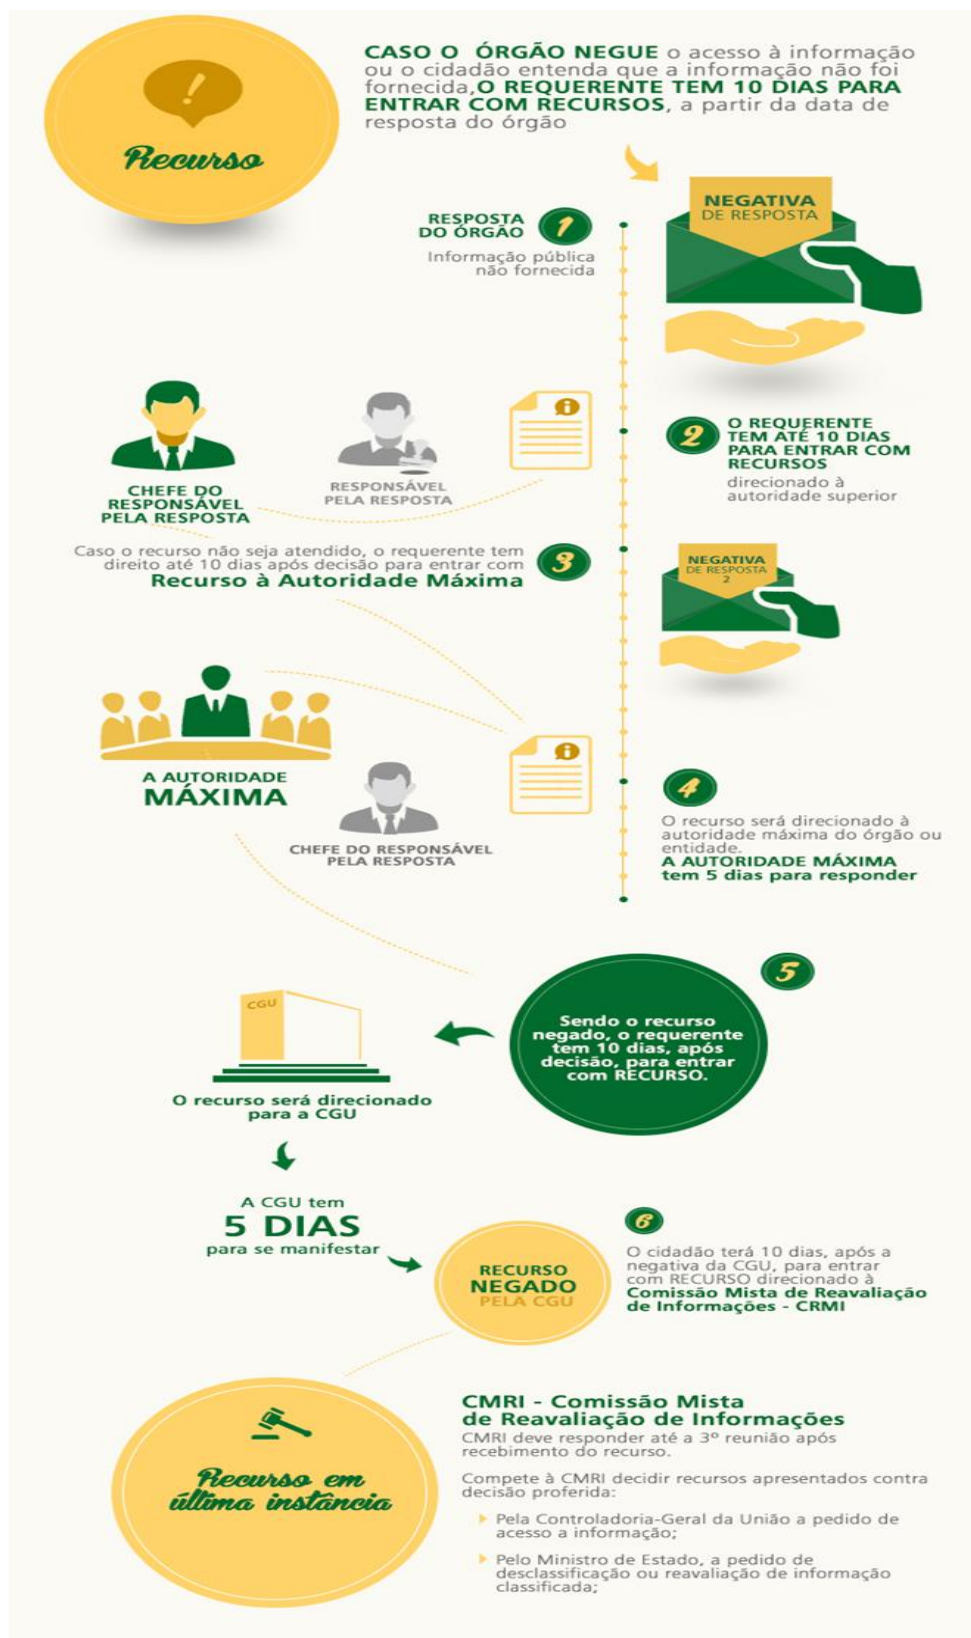 Recurso
CASO O ÓRGÃO NEGUE o acesso à informação
ou o cidadão entenda que a informação não foi
fornecida,O REQUERENTE TEM 10 DIAS PARA
ENTRAR COM RECURSOS, a partir da data de
resposta do órgão
NEGATIVA
DE RESPOSTA
RESPOSTA
DO ÓRGÃO
1
Informação pública
não fornecida
CHEFE DO
RESPONSÁVEL
PELA RESPOSTA
RESPONSÁVEL
PELA RESPOSTA
i
2
O REQUERENTE
TEM ATÉ 10 DIAS
PARA ENTRAR COM
RECURSOS
direcionado à
autoridade superior
Caso o recurso não seja atendido, o requerente tem
direito até 10 dias após decisão para entrar com
Recurso à Autoridade Máxima
3
NEGATIVA
DE RESPOSTA
2
A AUTORIDADE
MÁXIMA
CHEFE DO RESPONSÁVEL
PELA RESPOSTA
i
4
O recurso será direcionado à
autoridade máxima do órgão ou
entidade.
A AUTORIDADE MÁXIMA
tem 5 dias para responder
5
Sendo o recurso
negado, o requerente
tem 10 dias, após
decisão, para entrar
com RECURSO.
CGU
O recurso será direcionado
para a CGU
A CGU tem
5 DIAS
para se manifestar
RECURSO
NEGADO
PELA CGU
6
O cidadão terá 10 dias, após a
negativa da CGU, para entrar
com RECURSO direcionado à
Comissão Mista de Reavaliação
de Informações - CRMI
Recurso em
última instância
CMRI - Comissão Mista
de Reavaliação de Informações
CMRI deve responder até a 3º reunião após
recebimento do recurso.
Compete à CMRI decidir recursos apresentados contra
decisão proferida:
Pela Controladoria-Geral da União a pedido de
acesso a informação;
Pelo Ministro de Estado, a pedido de
desclassificação ou reavaliação de informação
classificada;